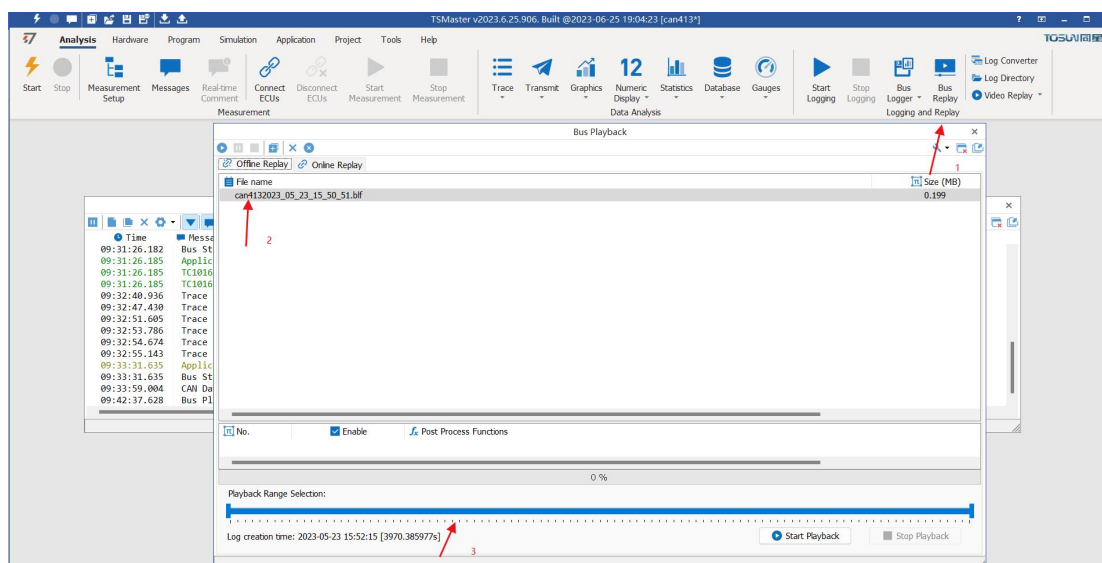 TSMaster v2023.6.25.906. Built @2023-06-25 19:04:23 [can413*]
Analysis Hardware Program Simulation Application Project Tools Help
TOSUN同星
Start Stop Measurement Setup Messages Real-time Comment Connect ECUs Disconnect ECUs Start Measurement Stop Measurement Trace Transmit Graphics 12 Numeric Display Statistics Database Gauges Start Logging Stop Logging Bus Logger Bus Replay Log Converter
Log Directory
Video Replay
Measurement Data Analysis Logging and Replay
Bus Playback
1
Offline Replay Online Replay
File name Size (MB)
can4132023_05_23_15_50_51.blf 0.199
2
Time Messa
09:31:26.182 Bus St
09:31:26.185 Applic
09:31:26.185 TC1016
09:31:26.185 TC1016
09:32:40.936 Trace
09:32:47.430 Trace
09:32:51.605 Trace
09:32:53.786 Trace
09:32:54.674 Trace
09:32:55.143 Trace
09:33:31.635 Applic
09:33:31.635 Bus St
09:33:59.004 CAN Da
09:42:37.628 Bus Pl
No. Enable fx Post Process Functions
0 %
Playback Range Selection:
Log creation time: 2023-05-23 15:52:15 [3970.385977s] Start Playback Stop Playback
3